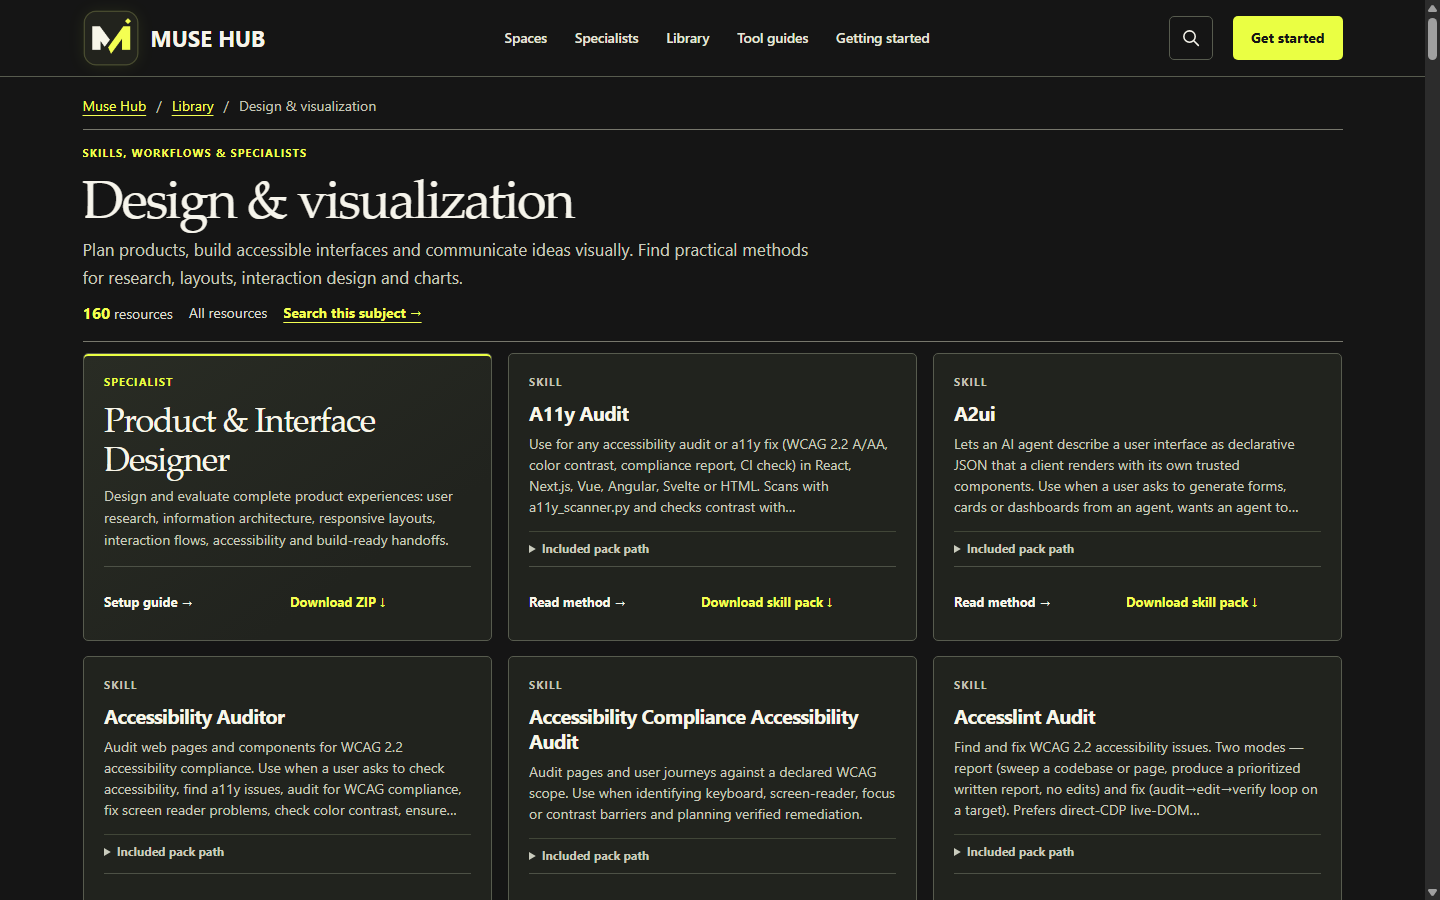 MUSE HUB
Spaces
Specialists
Library
Tool guides
Getting started
Get started
Muse Hub / Library / Design & visualization
SKILLS, WORKFLOWS & SPECIALISTS
Design & visualization
Plan products, build accessible interfaces and communicate ideas visually. Find practical methods
for research, layouts, interaction design and charts.
160 resources All resources Search this subject →
SPECIALIST
Product & Interface
Designer
Design and evaluate complete product experiences: user
research, information architecture, responsive layouts,
interaction flows, accessibility and build-ready handoffs.
Setup guide →
Download ZIP ↓
SKILL
A11y Audit
Use for any accessibility audit or a11y fix (WCAG 2.2 A/AA,
color contrast, compliance report, CI check) in React,
Next.js, Vue, Angular, Svelte or HTML. Scans with
a11y_scanner.py and checks contrast with...
Included pack path
Read method →
Download skill pack ↓
SKILL
A2ui
Lets an AI agent describe a user interface as declarative
JSON that a client renders with its own trusted
components. Use when a user asks to generate forms,
cards or dashboards from an agent, wants an agent to...
Included pack path
Read method →
Download skill pack ↓
SKILL
Accessibility Auditor
Audit web pages and components for WCAG 2.2
accessibility compliance. Use when a user asks to check
accessibility, find a11y issues, audit for WCAG compliance,
fix screen reader problems, check color contrast, ensure...
Included pack path
SKILL
Accessibility Compliance Accessibility
Audit
Audit pages and user journeys against a declared WCAG
scope. Use when identifying keyboard, screen-reader, focus
or contrast barriers and planning verified remediation.
Included pack path
SKILL
Accesslint Audit
Find and fix WCAG 2.2 accessibility issues. Two modes —
report (sweep a codebase or page, produce a prioritized
written report, no edits) and fix (audit→edit→verify loop on
a target). Prefers direct-CDP live-DOM...
Included pack path